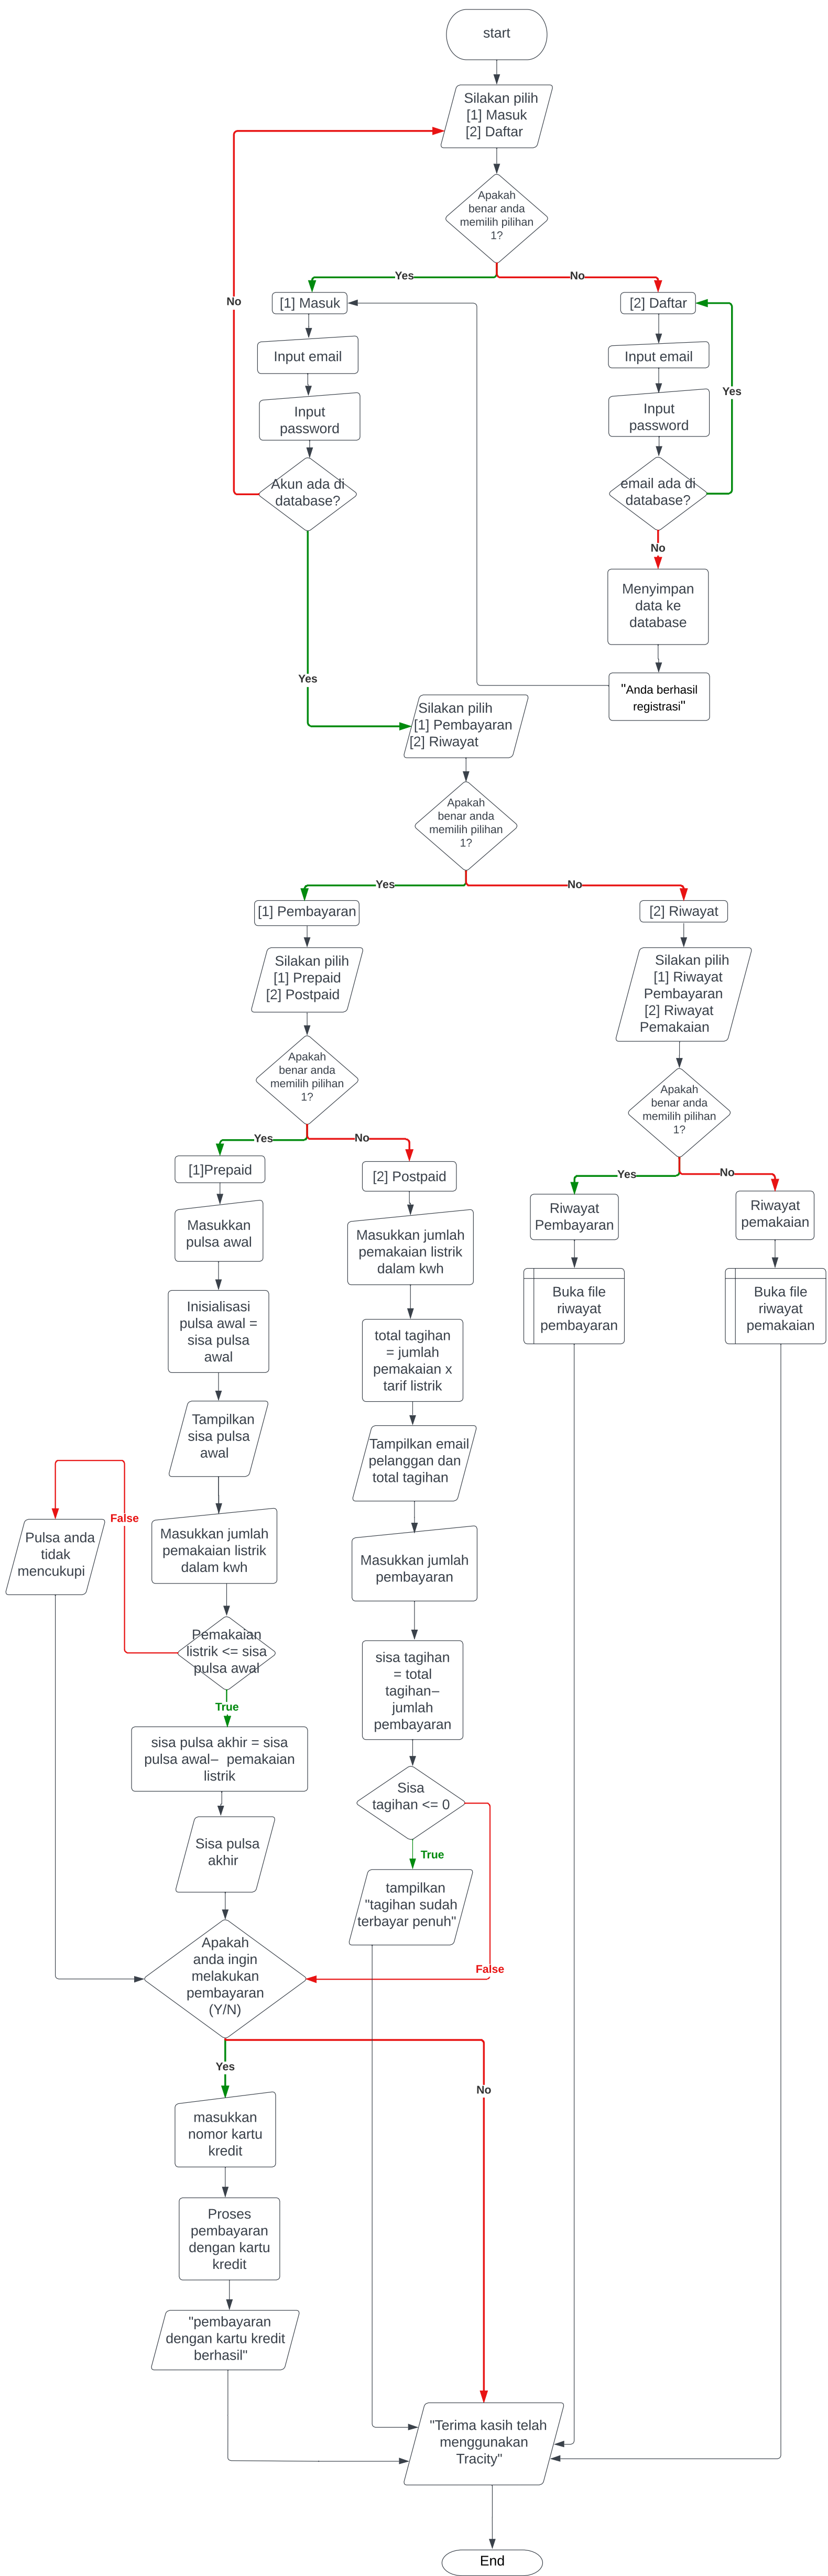 start
Silakan pilih
[1] Masuk
[2] Daftar
Apakah
benar anda
memilih pilihan
1?
Yes
No
No
[1] Masuk
[2] Daftar
Input email
Input email
Yes
Input
password
Input
password
Akun ada di
database?
email ada di
database?
No
Menyimpan
data ke
database
Yes
"Anda berhasil
registrasi"
Silakan pilih
[1] Pembayaran
[2] Riwayat
Apakah
benar anda
memilih pilihan
1?
Yes
No
[1] Pembayaran
[2] Riwayat
Silakan pilih
[1] Prepaid
[2] Postpaid
Silakan pilih
[1] Riwayat
Pembayaran
[2] Riwayat
Pemakaian
Apakah
benar anda
memilih pilihan
1?
Apakah
benar anda
memilih pilihan
1?
Yes
No
Yes
No
[1]Prepaid
[2] Postpaid
Riwayat
Pembayaran
Riwayat
pemakaian
Masukkan
pulsa awal
Masukkan jumlah
pemakaian listrik
dalam kwh
Buka file
riwayat
pembayaran
Buka file
riwayat
pemakaian
Inisialisasi
pulsa awal =
sisa pulsa
awal
total tagihan
= jumlah
pemakaian x
tarif listrik
Tampilkan
sisa pulsa
awal
Tampilkan email
pelanggan dan
total tagihan
False
Pulsa anda
tidak
mencukupi
Masukkan jumlah
pemakaian listrik
dalam kwh
Masukkan jumlah
pembayaran
Pemakaian
listrik <= sisa
pulsa awal
sisa tagihan
= total
tagihan–
jumlah
pembayaran
True
sisa pulsa akhir = sisa
pulsa awal– pemakaian
listrik
Sisa
tagihan <= 0
Sisa pulsa
akhir
True
tampilkan
"tagihan sudah
terbayar penuh"
Apakah
anda ingin
melakukan
pembayaran
(Y/N)
False
Yes
No
masukkan
nomor kartu
kredit
Proses
pembayaran
dengan kartu
kredit
"pembayaran
dengan kartu kredit
berhasil"
"Terima kasih telah
menggunakan
Tracity"
End